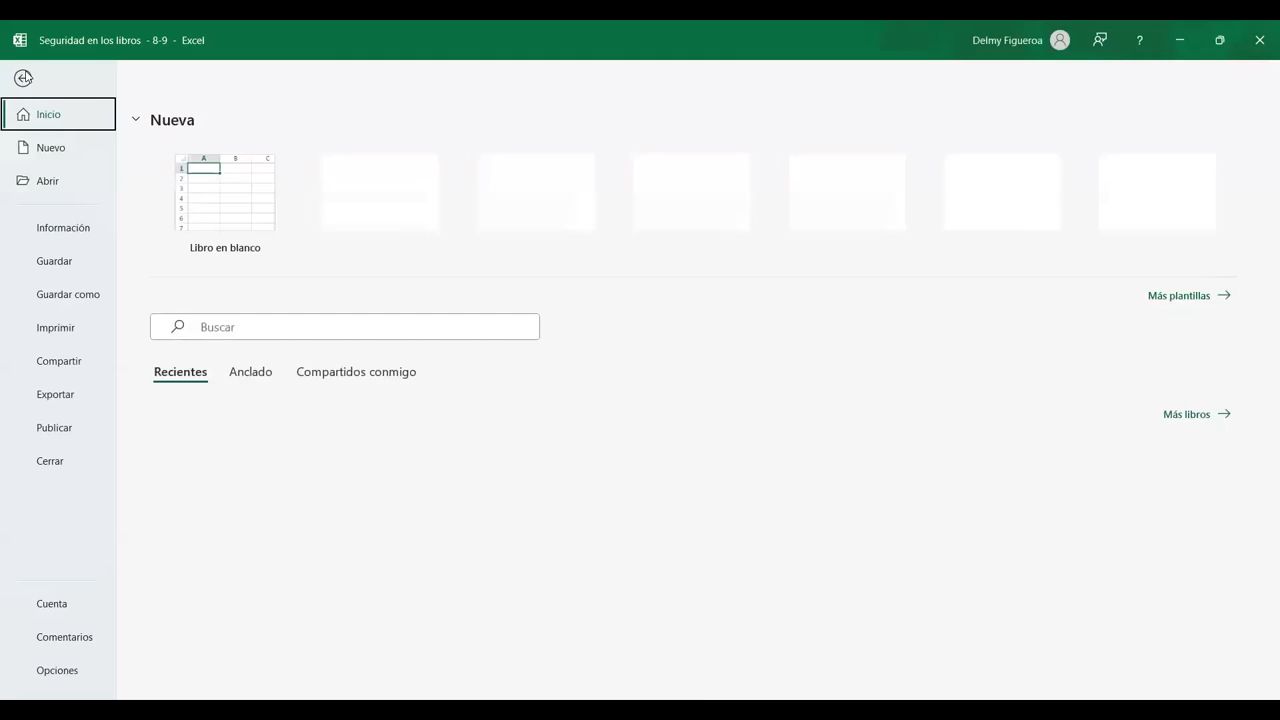 Seguridad en los libros - 8-9 - Excel
Delmy Figueroa
?
Inicio
Nuevo
Abrir
Información
Guardar
Guardar como
Imprimir
Compartir
Exportar
Publicar
Cerrar
Cuenta
Comentarios
Opciones
Nueva
A B C
1
2
3
4
5
6
7
Libro en blanco
Más plantillas
Buscar
Recientes Anclado Compartidos conmigo
Más libros